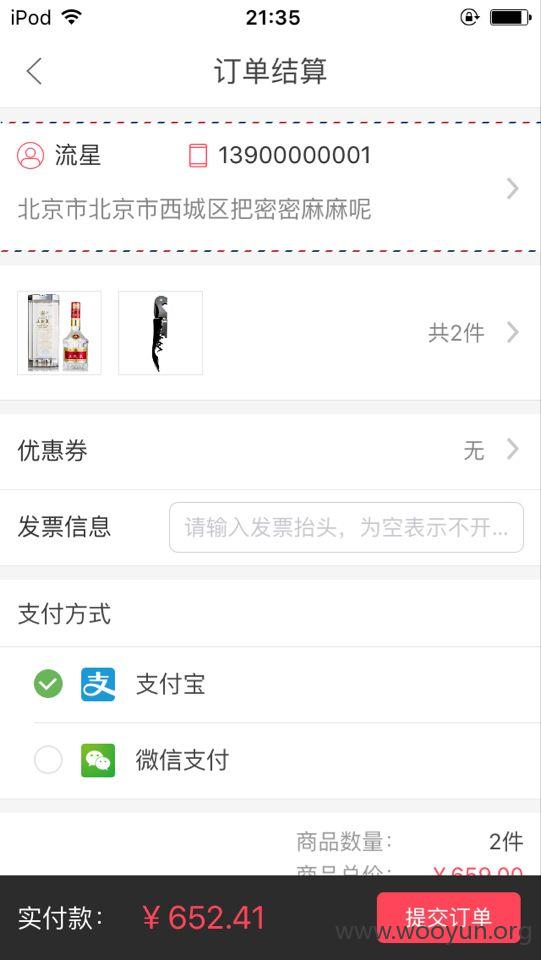 iPod 21:35
订单结算
流星 13900000001
北京市北京市西城区把密密麻麻呢
共2件
优惠券 无
发票信息 请输入发票抬头，为空表示不开...
支付方式
支 支付宝
微信支付
商品数量： 2件
商品总价： ￥659.00
实付款： ￥652.41 提交订单
www.wooyun.org